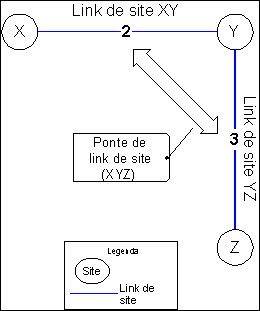 Link de site XY
X
2
Y
3
Link de site YZ
Ponte de
link de site
(XYZ)
Z
Legenda
Site
Link de
site